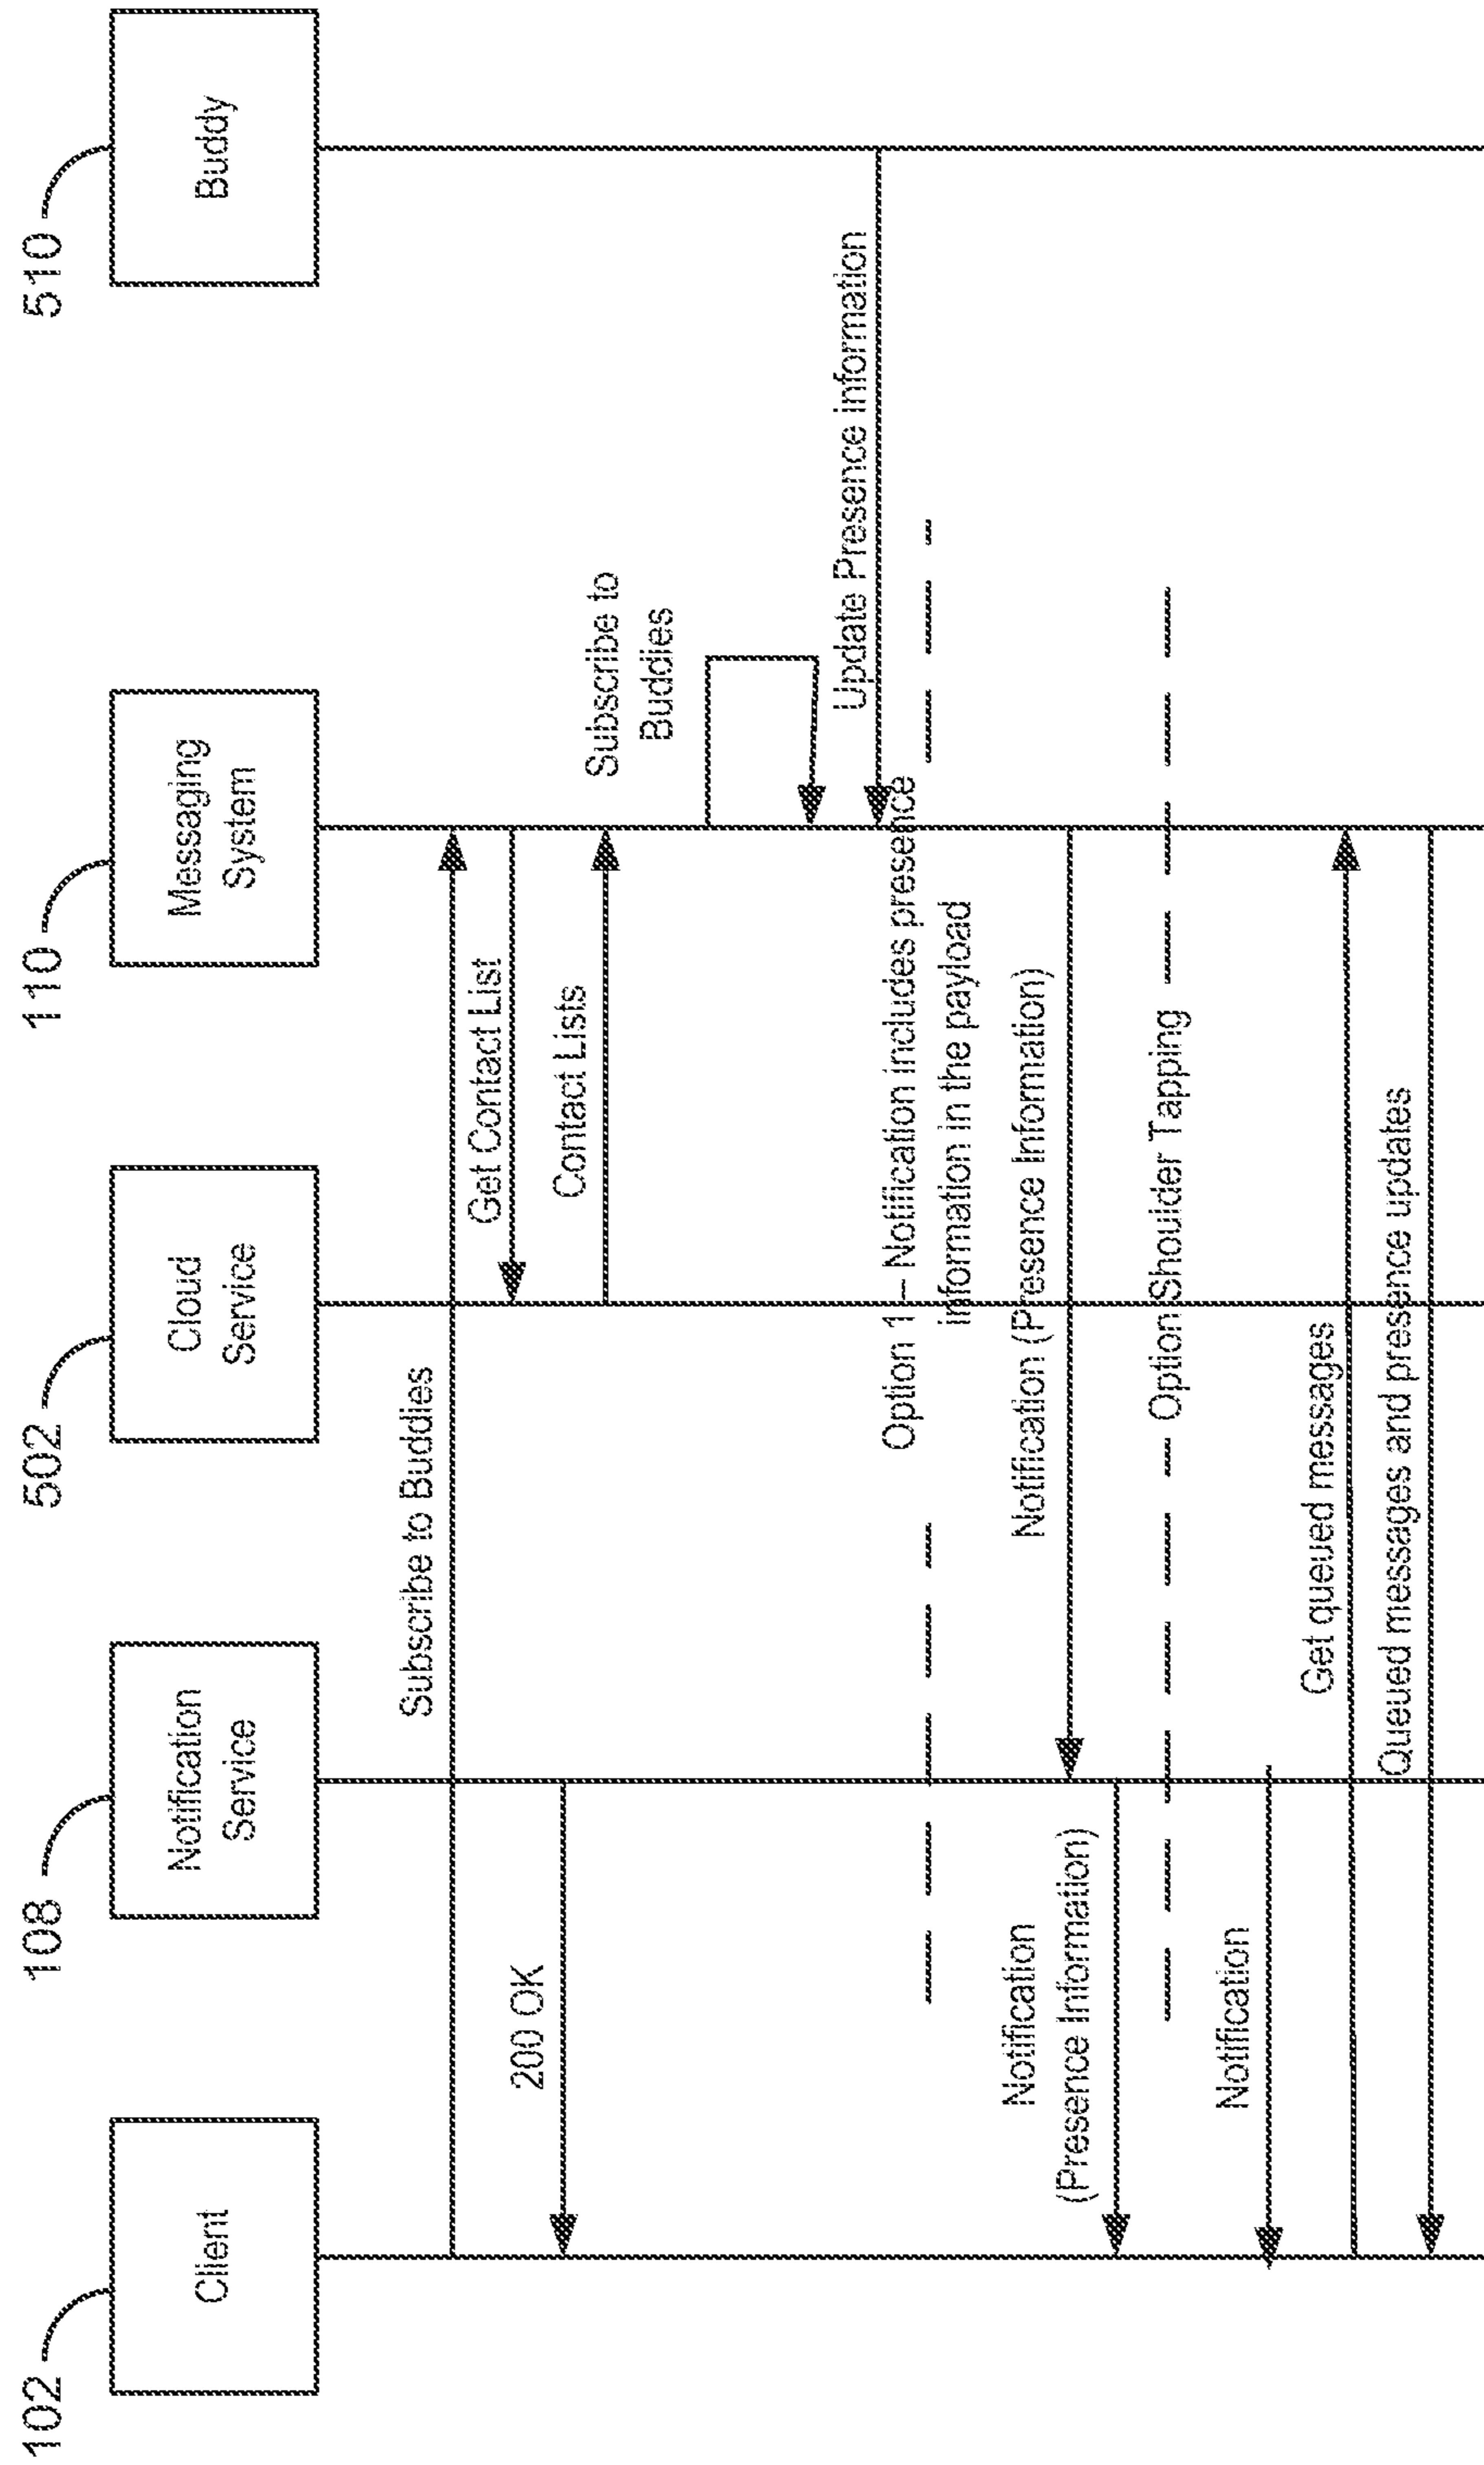 102
108
502
110
510
Client
Notification
Service
Cloud
Service
Messaging
System
Buddy
Subscribe to Buddies
Get Contact List
200 OK
Contact Lists
Subscribe to
Buddies
Update Presence information
Option 1 – Notification includes presence
information in the payload
Notification (Presence Information)
Notification
(Presence Information)
Option Shoulder Tapping
Notification
Get queued messages
Queued messages and presence updates